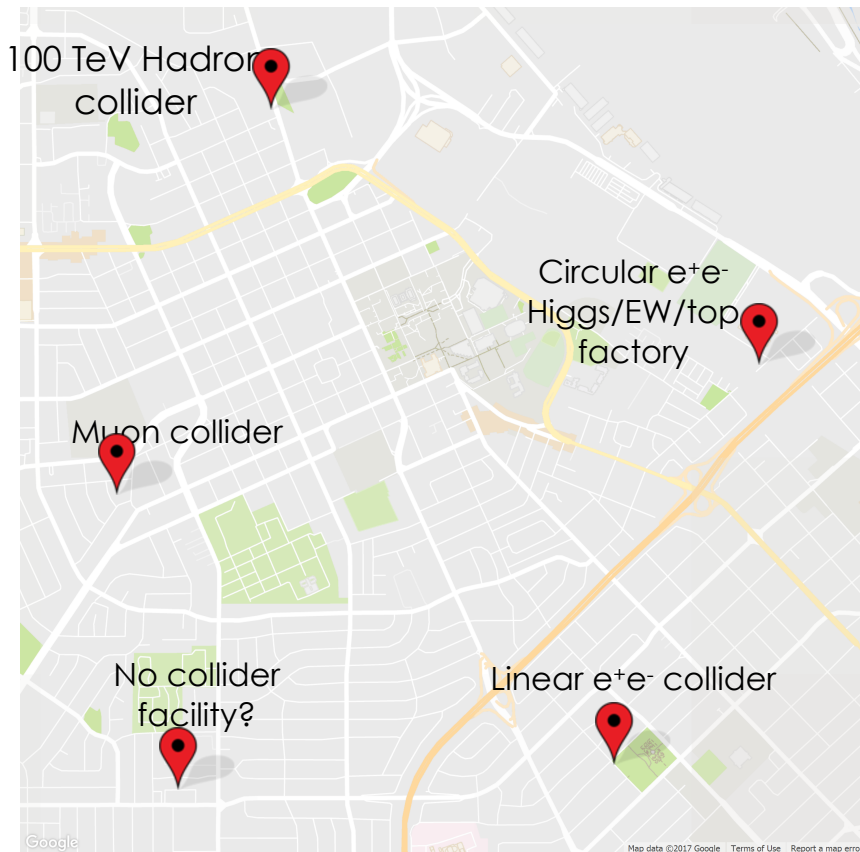 100 TeV Hadron
collider
Circular e⁺e⁻
Higgs/EW/top
factory
Muon collider
No collider
facility?
Linear e⁺e⁻ collider
Google
Map data ©2017 Google Terms of Use Report a map erro